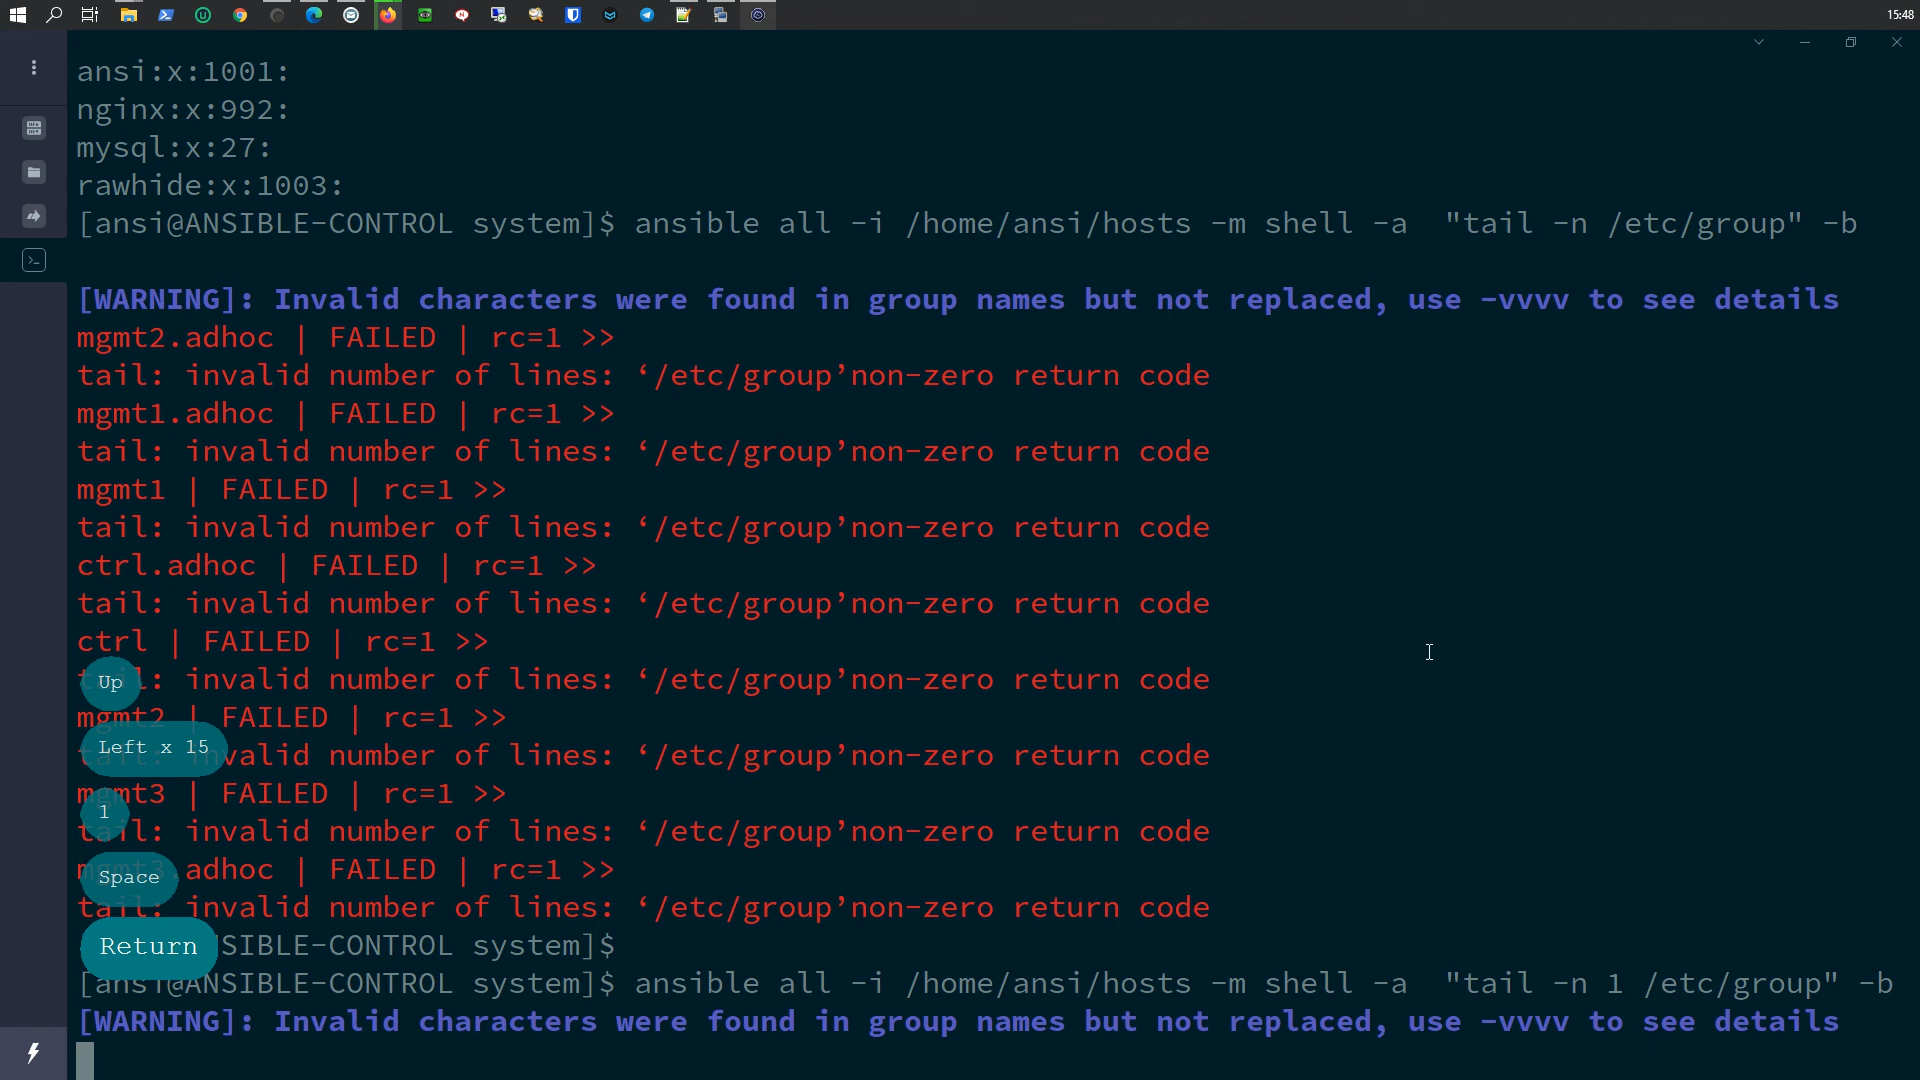 15:48
ansi:x:1001:
nginx:x:992:
mysql:x:27:
rawhide:x:1003:
[ansi@ANSIBLE-CONTROL system]$ ansible all -i /home/ansi/hosts -m shell -a  "tail -n /etc/group" -b
[WARNING]: Invalid characters were found in group names but not replaced, use -vvvv to see details
mgmt2.adhoc | FAILED | rc=1 >>
tail: invalid number of lines: ‘/etc/group’non-zero return code
mgmt1.adhoc | FAILED | rc=1 >>
tail: invalid number of lines: ‘/etc/group’non-zero return code
mgmt1 | FAILED | rc=1 >>
tail: invalid number of lines: ‘/etc/group’non-zero return code
ctrl.adhoc | FAILED | rc=1 >>
tail: invalid number of lines: ‘/etc/group’non-zero return code
ctrl | FAILED | rc=1 >>
Up
tail: invalid number of lines: ‘/etc/group’non-zero return code
mgmt2 | FAILED | rc=1 >>
Left x 15
tail: invalid number of lines: ‘/etc/group’non-zero return code
mgmt3 | FAILED | rc=1 >>
1
tail: invalid number of lines: ‘/etc/group’non-zero return code
mgmt3.adhoc | FAILED | rc=1 >>
Space
tail: invalid number of lines: ‘/etc/group’non-zero return code
Return
SIBLE-CONTROL system]$
[ansi@ANSIBLE-CONTROL system]$ ansible all -i /home/ansi/hosts -m shell -a  "tail -n 1 /etc/group" -b
[WARNING]: Invalid characters were found in group names but not replaced, use -vvvv to see details